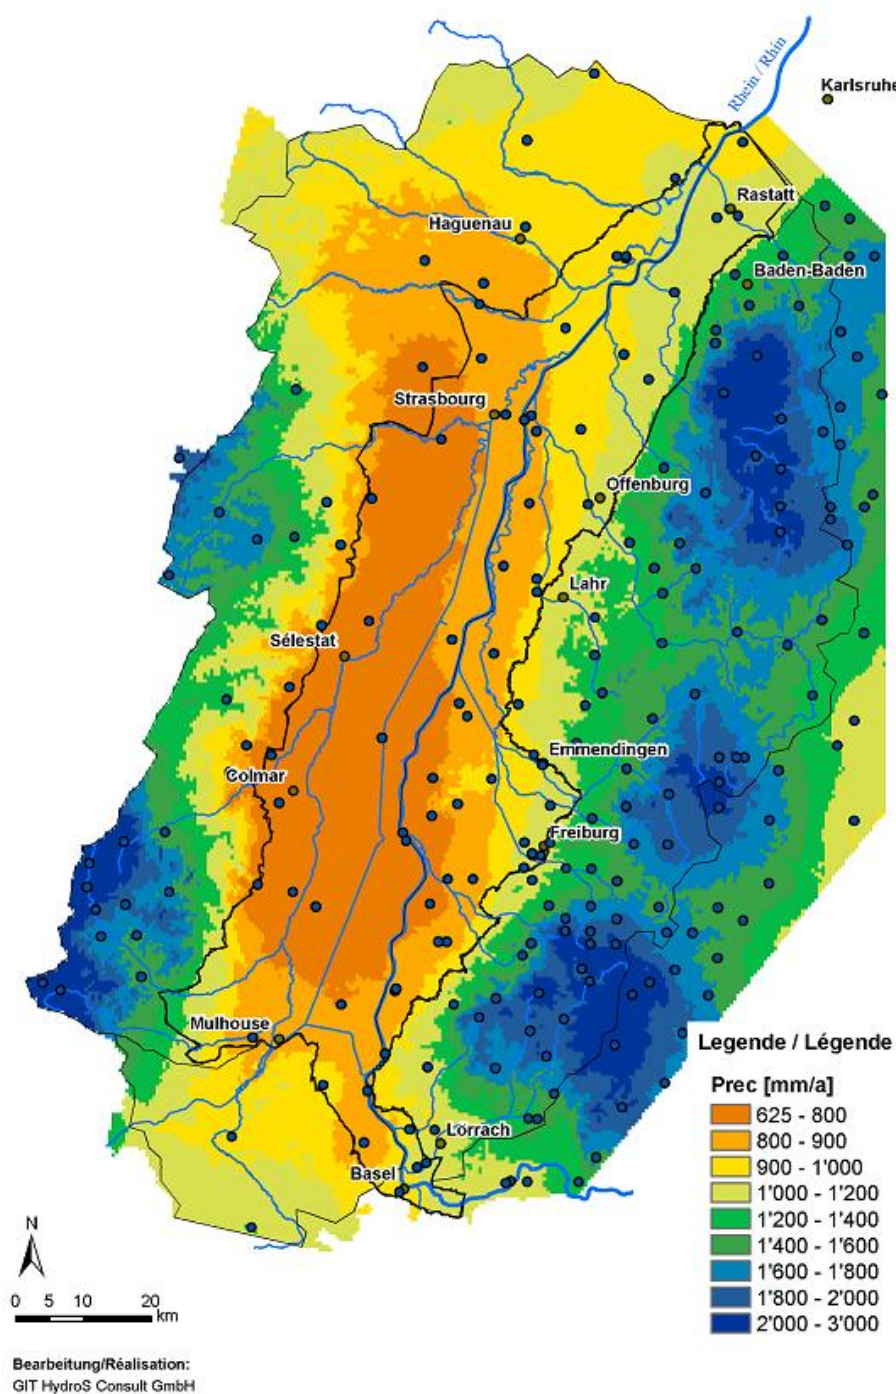 Rhein / Rhin
Karlsruhe
Rastatt
Haguenau
Baden-Baden
Strasbourg
Offenburg
Lahr
Sélestat
Emmendingen
Colmar
Freiburg
Mulhouse
Lörrach
Basel
Legende / Légende
Prec [mm/a]
625 - 800
800 - 900
900 - 1'000
1'000 - 1'200
1'200 - 1'400
1'400 - 1'600
1'600 - 1'800
1'800 - 2'000
2'000 - 3'000
N
0 5 10 20
km
Bearbeitung/Réalisation:
GIT HydroS Consult GmbH